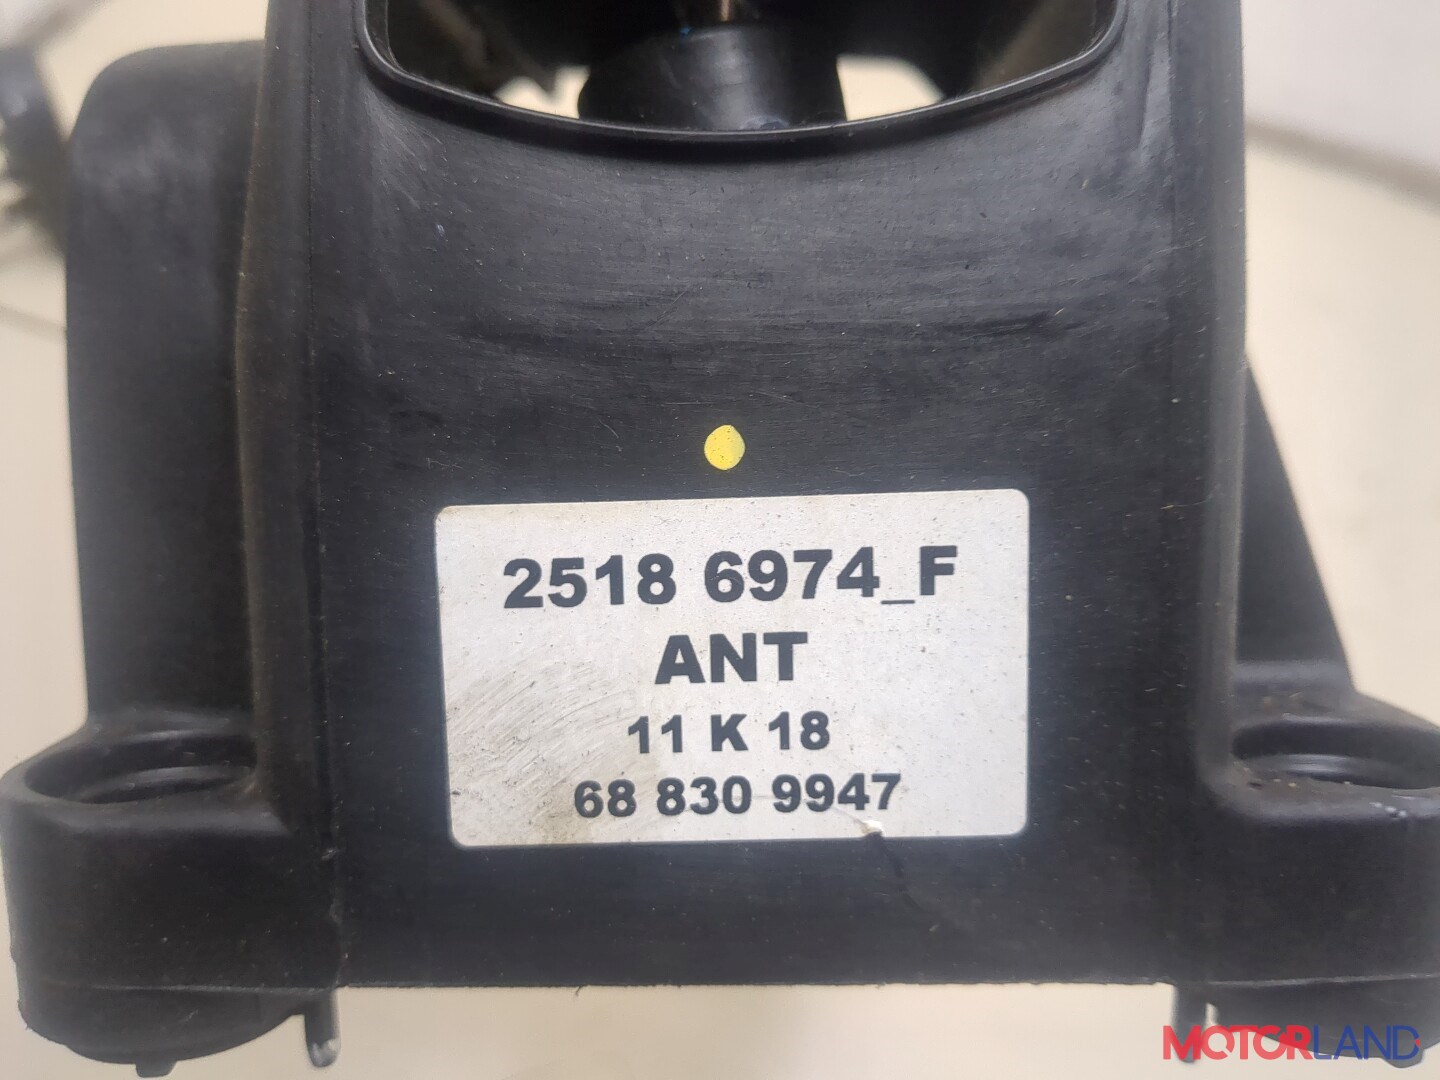 2518 6974_F
ANT
11 K 18
68 830 9947
MOTORLAND